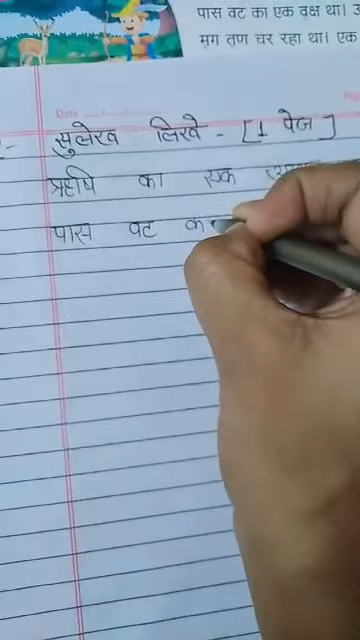 पास वट का एक वृक्ष था।
मृग तृण चर रहा था। एक
Date
सुलेख लिखे - [1 पेज]
ऋषि का एक
पास वट क